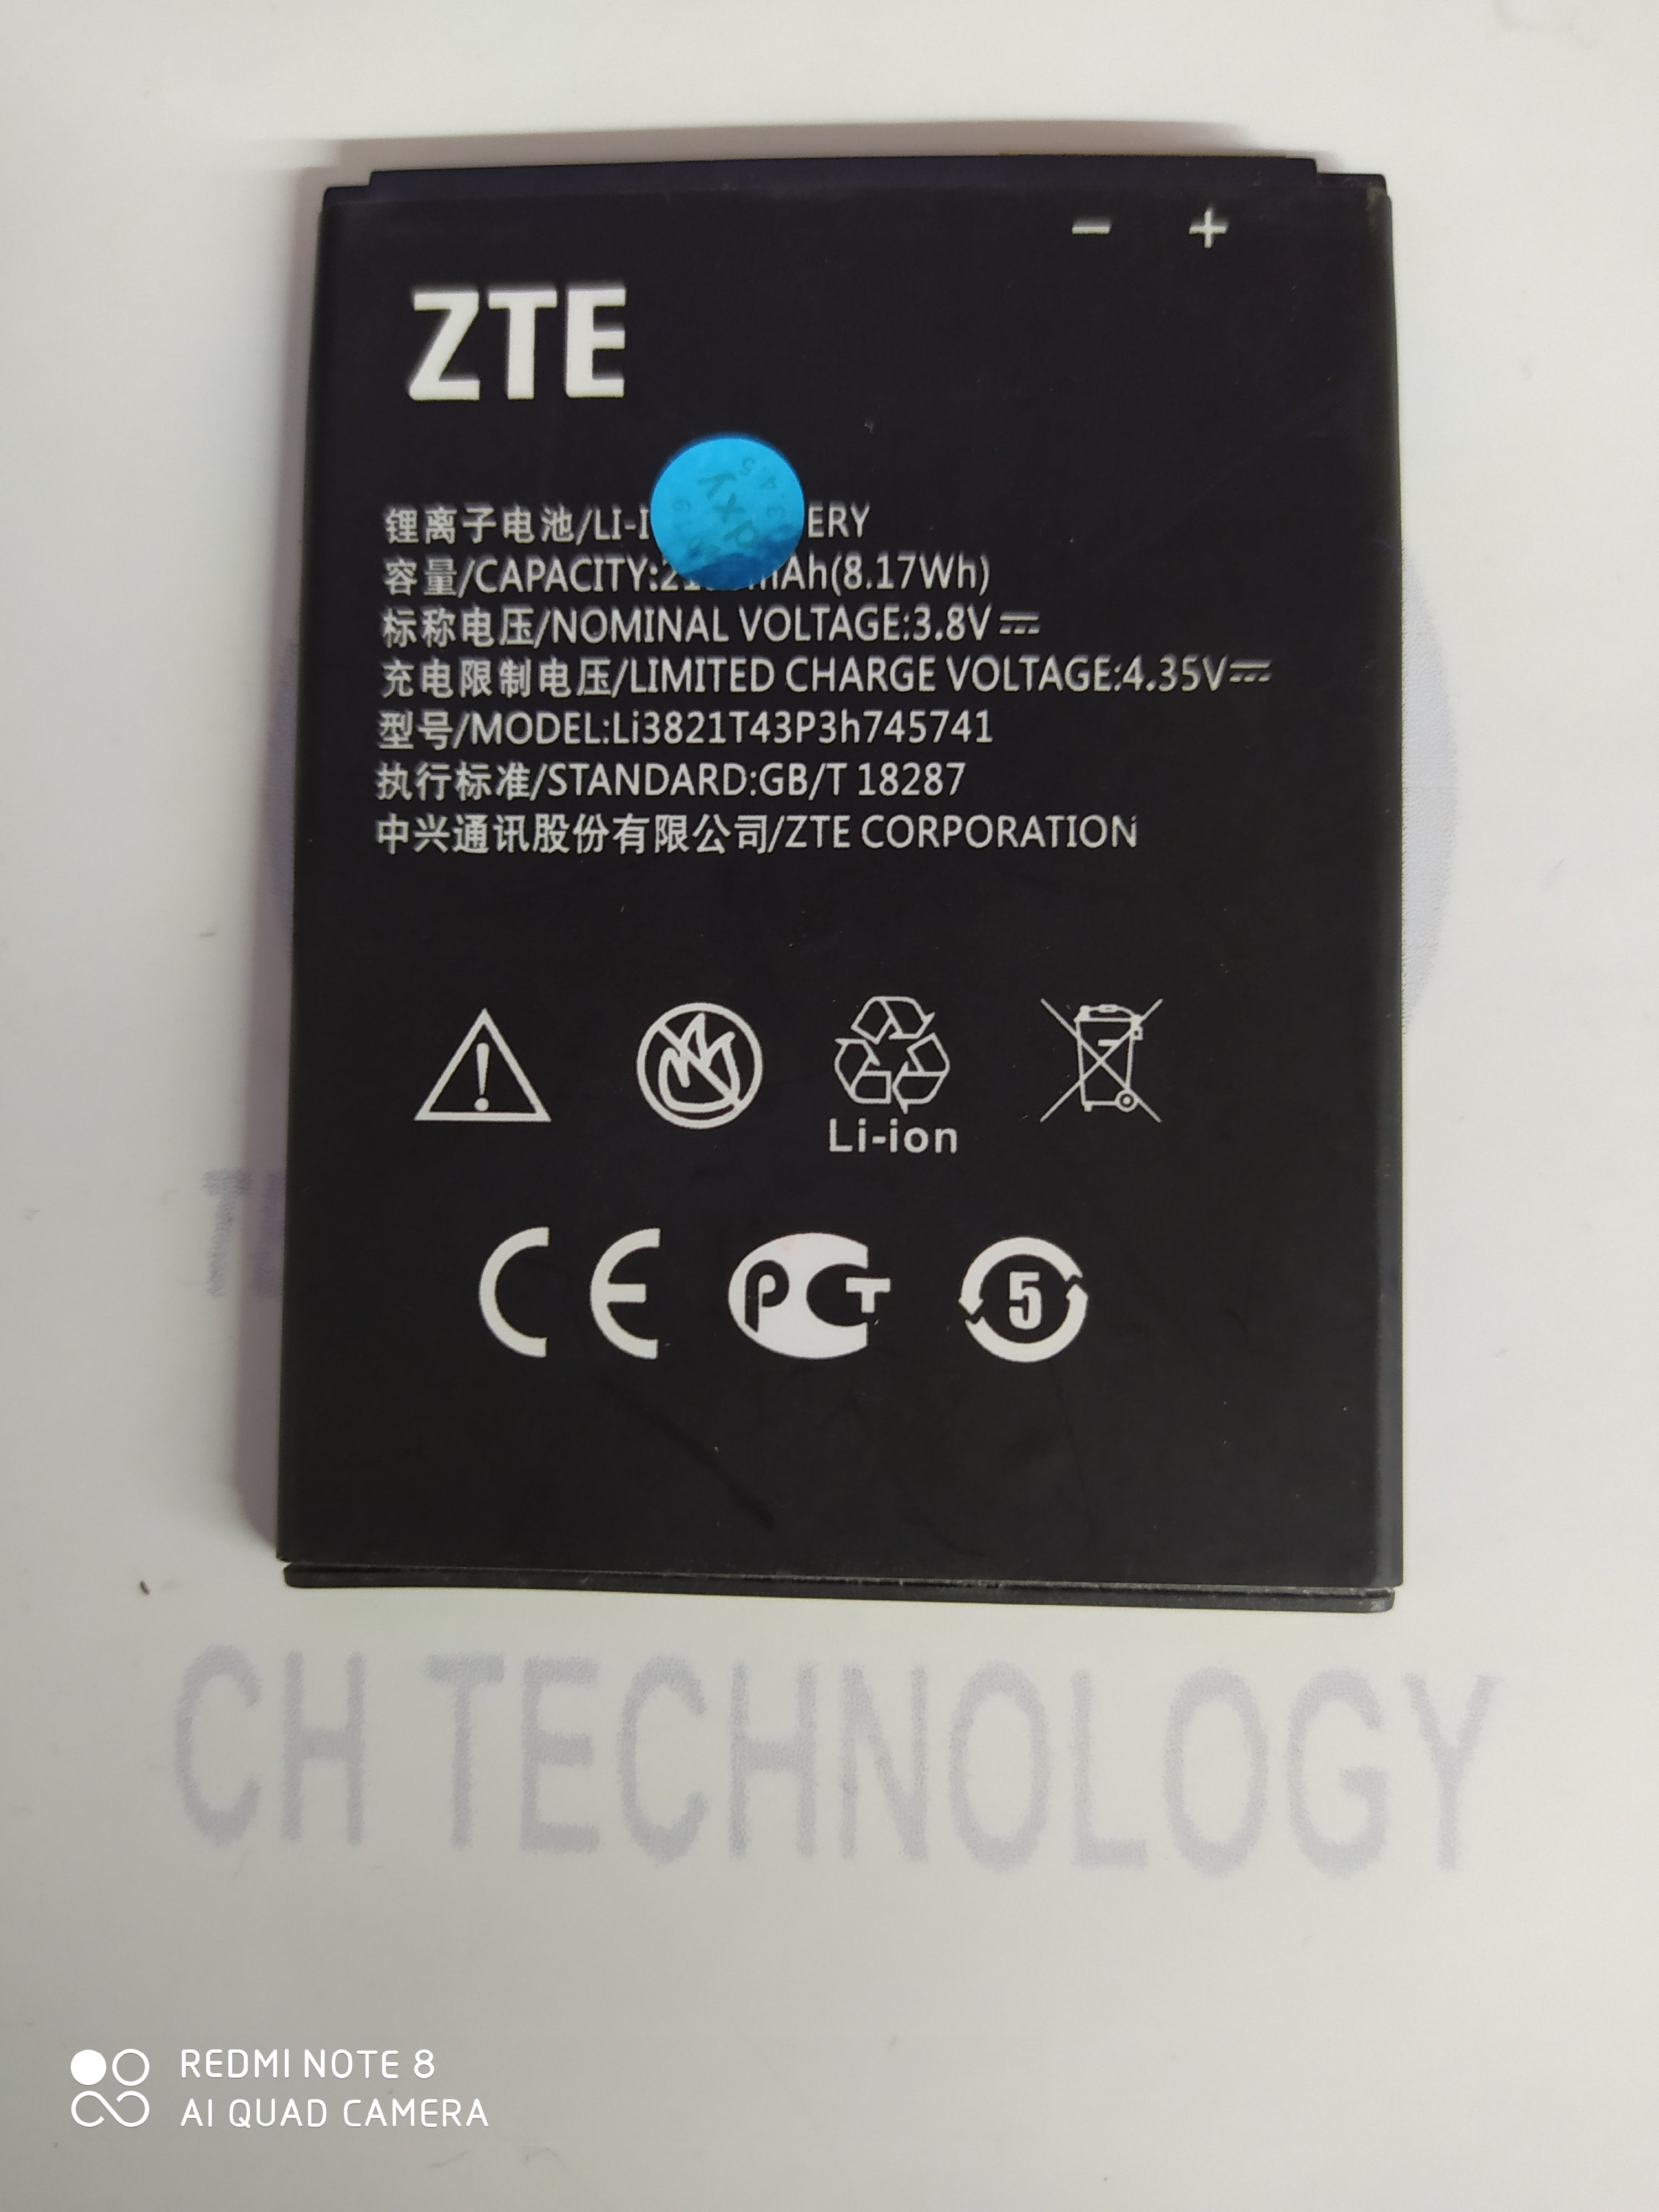 − +
ZTE
锂离子电池/LI-I ERY
容量/CAPACITY: mAh(8.17Wh)
标称电压/NOMINAL VOLTAGE:3.8V
充电限制电压/LIMITED CHARGE VOLTAGE:4.35V
型号/MODEL:Li3821T43P3h745741
执行标准/STANDARD:GB/T 18287
中兴通讯股份有限公司/ZTE CORPORATION
Li-ion
CE PCT 5
CH TECHNOLOGY
REDMI NOTE 8
AI QUAD CAMERA